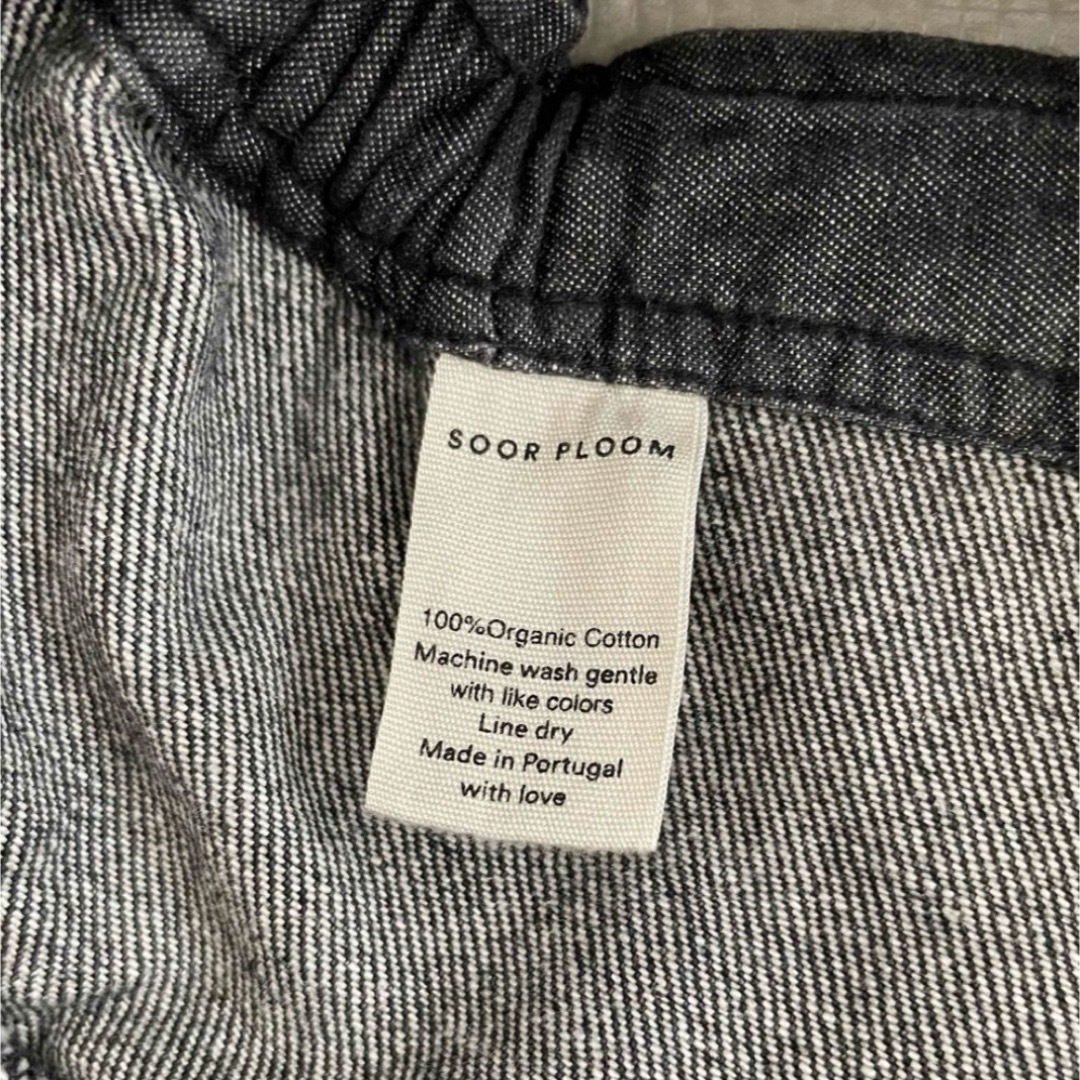 SOOR PLOOM
100%Organic Cotton
Machine wash gentle
with like colors
Line dry
Made in Portugal
with love